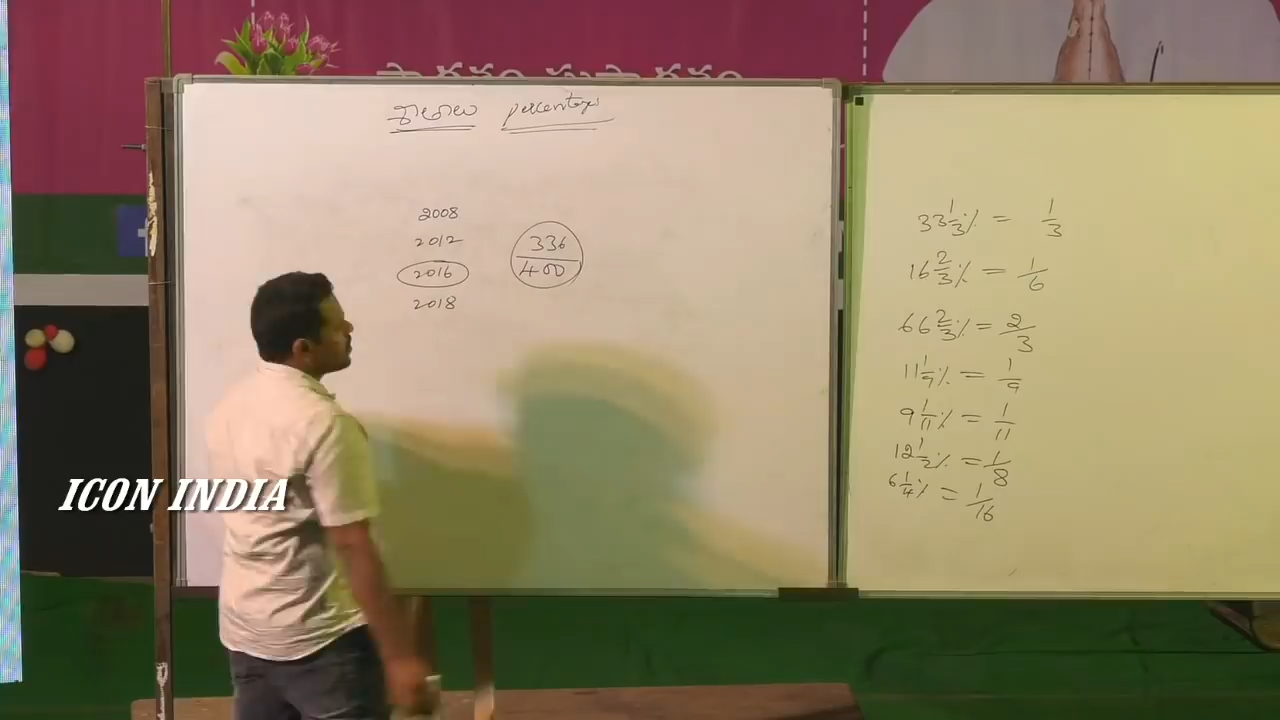 శాతాలు percentages
2008
2012
2016
2018
336
400
33 1/3 % = 1/3
16 2/3 % = 1/6
66 2/3 % = 2/3
11 1/9 % = 1/9
9 1/11 % = 1/11
12 1/2 % = 1/8
6 1/4 % = 1/16
ICON INDIA